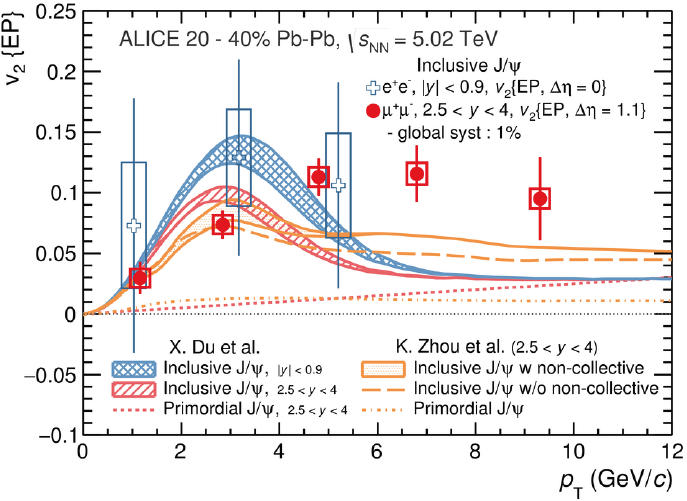 0.25
0.2
0.15
0.1
0.05
0
−0.05
−0.1
v2 {EP}
ALICE 20 - 40% Pb-Pb, √sNN = 5.02 TeV
Inclusive J/ψ
e+e-, |y| < 0.9, v2{EP, Δη = 0}
μ+μ-, 2.5 < y < 4, v2{EP, Δη = 1.1}
- global syst : 1%
X. Du et al.
Inclusive J/ψ, |y| < 0.9
Inclusive J/ψ, 2.5 < y < 4
Primordial J/ψ, 2.5 < y < 4
K. Zhou et al. (2.5 < y < 4)
Inclusive J/ψ w non-collective
Inclusive J/ψ w/o non-collective
Primordial J/ψ
0 2 4 6 8 10 12
pT (GeV/c)